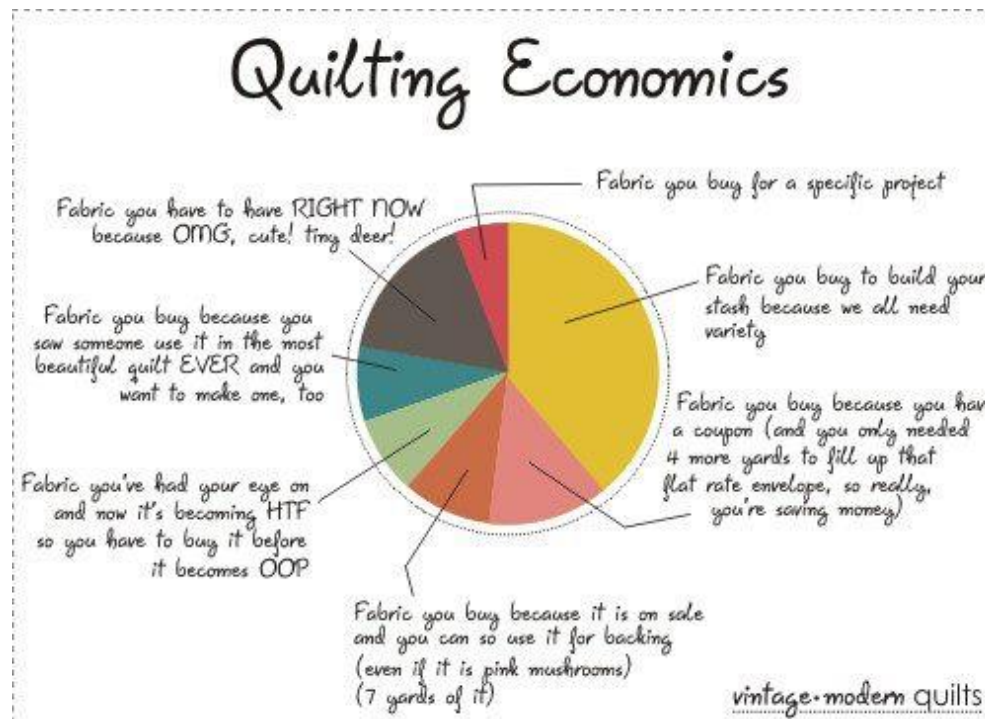 Quilting Economics
Fabric you buy for a specific project
Fabric you buy to build your
stash because we all need
variety
Fabric you buy because you hav
a coupon (and you only needed
4 more yards to fill up that
flat rate envelope, so really,
you're saving money)
Fabric you buy because it is on sale
and you can so use it for backing
(even if it is pink mushrooms)
(7 yards of it)
Fabric you've had your eye on
and now it's becoming HTF
so you have to buy it before
it becomes OOP
Fabric you buy because you
saw someone use it in the most
beautiful quilt EVER and you
want to make one, too
Fabric you have to have RIGHT NOW
because OMG, cute! tiny deer!
vintage·modern quilts